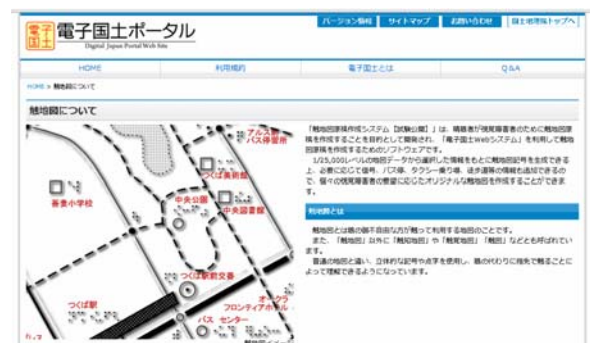 電子国土
電子国土ポータル
Digital Japan Portal Web Site
バージョン情報 サイトマップ お問い合わせ 国土地理院トップへ
HOME 利用規約 電子国土とは Q&A
HOME > 触地図について
触地図について
アルス前
バス停留所
つくば美術館
吾妻小学校
中央公園
中央図書館
つくば駅前交番
つくば駅
オークラ
フロンティアホテル
バス センター
「触地図原稿作成システム【試験公開】」は、晴眼者が視覚障害者のために触地図原
稿を作成することを目的として開発され、「電子国土Webシステム」を利用して触地
図原稿を作成するためのソフトウェアです。
1/25,000レベルの地図データから選択した情報をもとに触地図記号を生成できる
上、必要に応じて信号、バス停、タクシー乗り場、徒歩道等の情報も追加できるの
で、個々の視覚障害者の要望に応じたオリジナルな触地図を作成することができま
す。
触地図とは
触地図とは眼の御不自由な方が触って利用する地図のことです。
また、「触地図」以外に「触知地図」や「触覚地図」「触図」などとも呼ばれてい
ます。
普通の地図と違い、立体的な記号や点字を使用し、眼の代わりに指先で触ることに
よって理解できるようになっています。